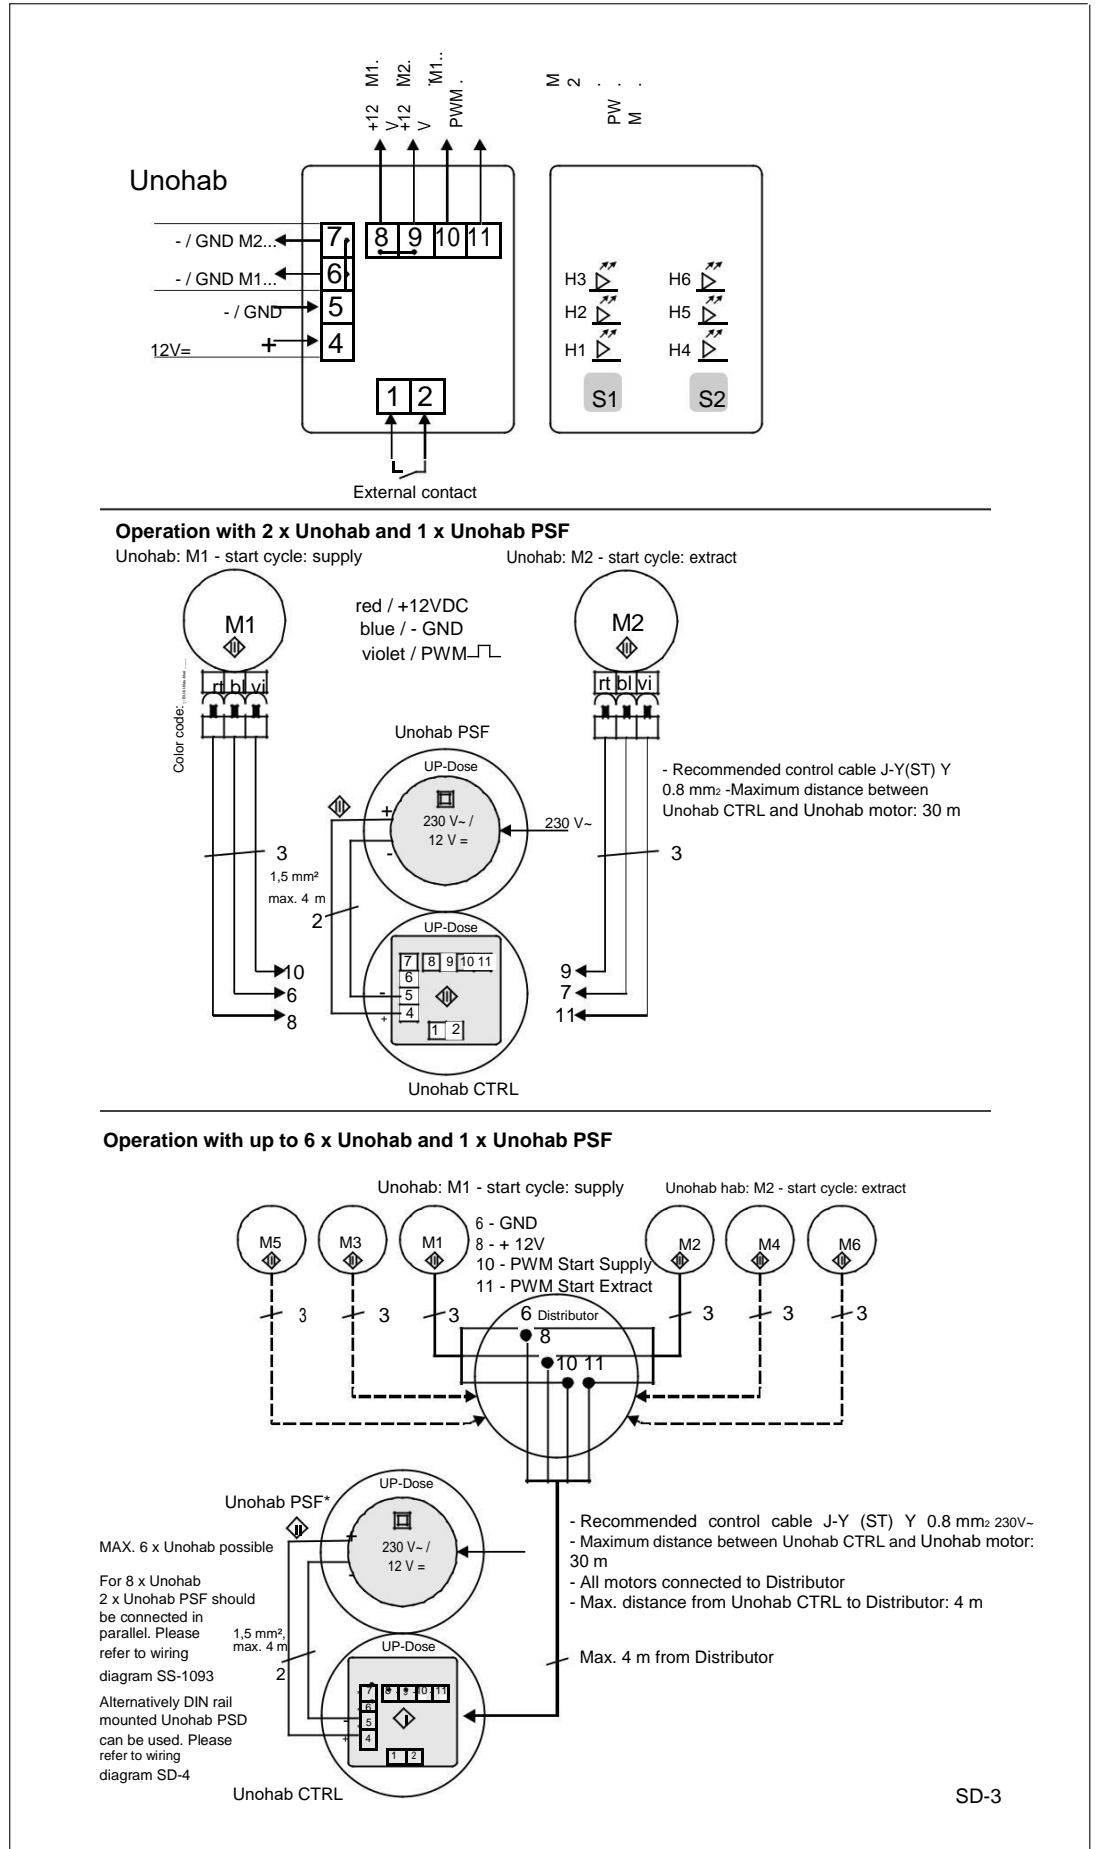 M1.
M2.
M1..
+12
V
+12
V
PWM .
M
2
.
.
PW
.
M
Unohab
- / GND M2...
7
8
9
10
11
- / GND M1...
6
- / GND
5
12V=
+
4
1
2
External contact
H3
H6
H2
H5
H1
H4
S1
S2
Operation with 2 x Unohab and 1 x Unohab PSF
Unohab: M1 - start cycle: supply
Unohab: M2 - start cycle: extract
M1
red / +12VDC
blue / - GND
violet / PWM
M2
rt bl vi
rt bl vi
Color code:
Unohab PSF
UP-Dose
230 V~ /
12 V =
+
-
230 V~
- Recommended control cable J-Y(ST) Y
0.8 mm2 -Maximum distance between
Unohab CTRL and Unohab motor: 30 m
3
3
1,5 mm²
max. 4 m
2
UP-Dose
7 8 9 10 11
6
- 5
+ 4
1 2
10
6
8
9
7
11
Unohab CTRL
Operation with up to 6 x Unohab and 1 x Unohab PSF
Unohab: M1 - start cycle: supply
Unohab hab: M2 - start cycle: extract
M5
M3
M1
6 - GND
8 - + 12V
10 - PWM Start Supply
11 - PWM Start Extract
M2
M4
M6
3
3
3
3
3
3
6 Distributor
8
10 11
UP-Dose
Unohab PSF*
+
230 V~ /
12 V =
-
MAX. 6 x Unohab possible
For 8 x Unohab
2 x Unohab PSF should
be connected in
parallel. Please
refer to wiring
diagram SS-1093
Alternatively DIN rail
mounted Unohab PSD
can be used. Please
refer to wiring
diagram SD-4
1,5 mm²,
max. 4 m
2
- Recommended control cable J-Y (ST) Y 0.8 mm2 230V~
- Maximum distance between Unohab CTRL and Unohab motor:
30 m
- All motors connected to Distributor
- Max. distance from Unohab CTRL to Distributor: 4 m
UP-Dose
Max. 4 m from Distributor
7 8 9 10 11
6
- 5
+ 4
1 2
Unohab CTRL
SD-3